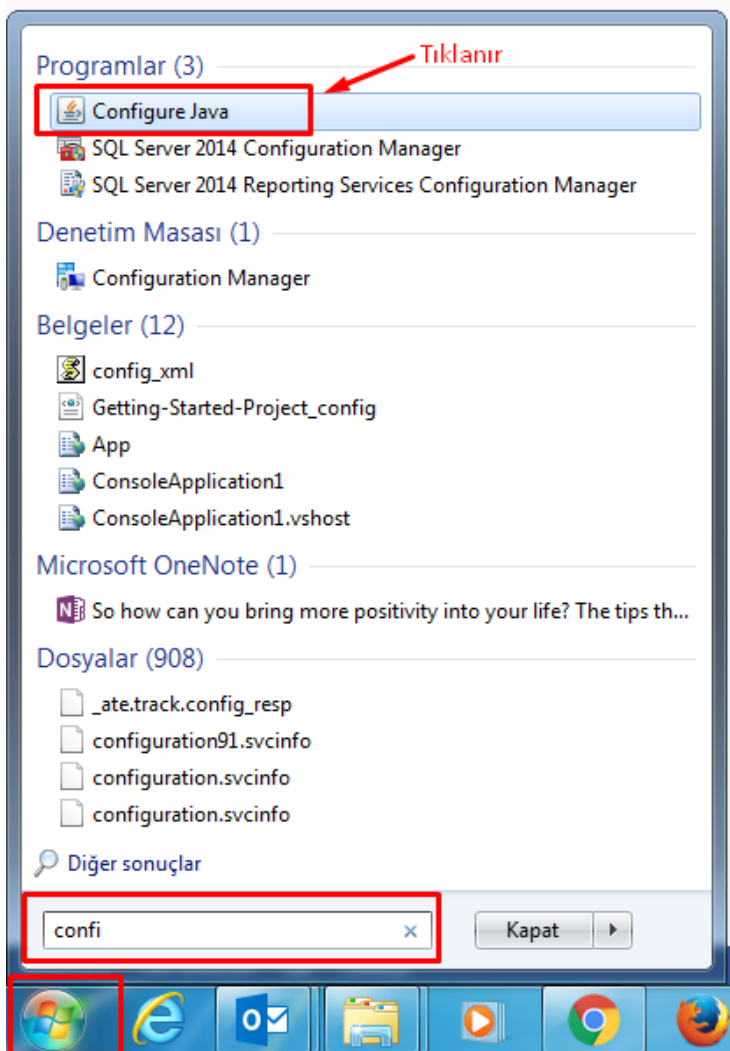 Tıklanır
Programlar (3)
Configure Java
SQL Server 2014 Configuration Manager
SQL Server 2014 Reporting Services Configuration Manager
Denetim Masası (1)
Configuration Manager
Belgeler (12)
config_xml
Getting-Started-Project_config
App
ConsoleApplication1
ConsoleApplication1.vshost
Microsoft OneNote (1)
So how can you bring more positivity into your life? The tips th...
Dosyalar (908)
_ate.track.config_resp
configuration91.svcinfo
configuration.svcinfo
configuration.svcinfo
Diğer sonuçlar
confi
Kapat